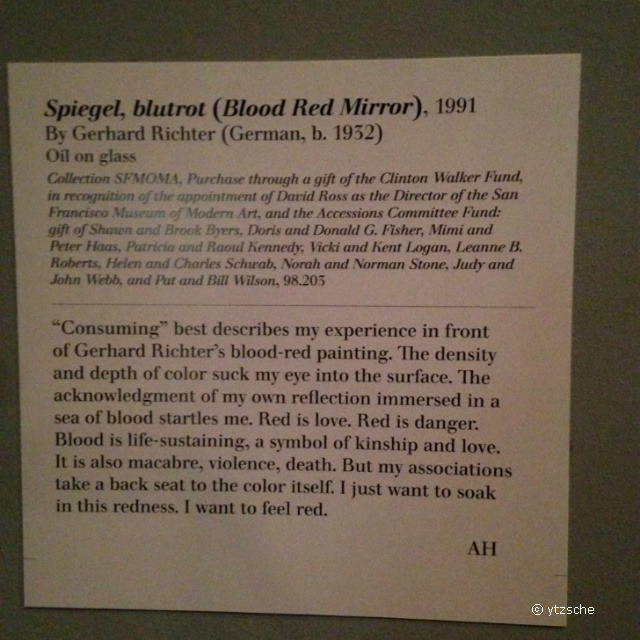 Spiegel, blutrot (Blood Red Mirror), 1991
By Gerhard Richter (German, b. 1932)
Oil on glass
Collection SFMOMA, Purchase through a gift of the Clinton Walker Fund,
in recognition of the appointment of David Ross as the Director of the San
Francisco Museum of Modern Art, and the Accessions Committee Fund:
gift of Shawn and Brook Byers, Doris and Donald G. Fisher, Mimi and
Peter Haas, Patricia and Raoul Kennedy, Vicki and Kent Logan, Leanne B.
Roberts, Helen and Charles Schwab, Norah and Norman Stone, Judy and
John Webb, and Pat and Bill Wilson, 98.203
“Consuming” best describes my experience in front
of Gerhard Richter’s blood-red painting. The density
and depth of color suck my eye into the surface. The
acknowledgment of my own reflection immersed in a
sea of blood startles me. Red is love. Red is danger.
Blood is life-sustaining, a symbol of kinship and love.
It is also macabre, violence, death. But my associations
take a back seat to the color itself. I just want to soak
in this redness. I want to feel red.
AH
© ytzsche